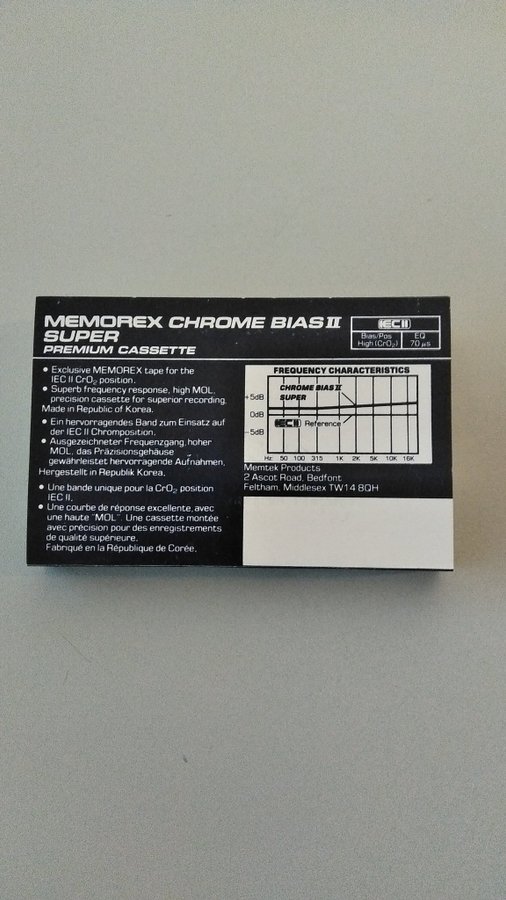 MEMOREX CHROME BIAS II
SUPER
PREMIUM CASSETTE
IEC II
Bias/Pos
High (CrO₂)
EQ
70 µs
• Exclusive MEMOREX tape for the
IEC II CrO₂ position.
• Superb frequency response, high MOL,
precision cassette for superior recording.
Made in Republic of Korea.
• Ein hervorragendes Band zum Einsatz auf
der IEC II Chromposition.
• Ausgezeichneter Frequenzgang, hoher
MOL, das Präzisionsgehäuse
gewährleistet hervorragende Aufnahmen.
Hergestellt in Republik Korea.
• Une bande unique pour la CrO₂ position
IEC II.
• Une courbe de réponse excellente, avec
une haute "MOL". Une cassette montée
avec précision pour des enregistrements
de qualité supérieure.
Fabriqué en la République de Corée.
FREQUENCY CHARACTERISTICS
CHROME BIAS II
SUPER
+5dB
0dB
-5dB
IEC II Reference
Hz 50 100 315 1K 2K 5K 10K 16K
Memtek Products
2 Ascot Road, Bedfont
Feltham, Middlesex TW14 8QH